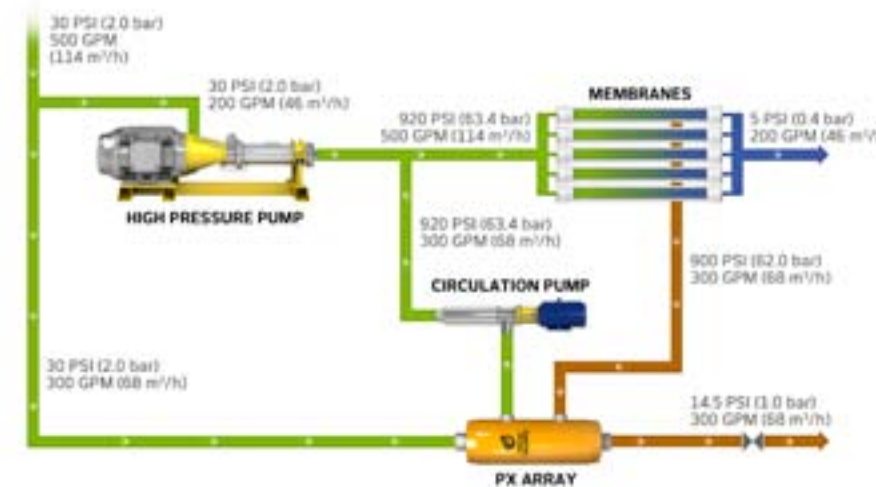 30 PSI (2.0 bar)
500 GPM
(114 m³/h)
30 PSI (2.0 bar)
200 GPM (46 m³/h)
HIGH PRESSURE PUMP
920 PSI (63.4 bar)
500 GPM (114 m³/h)
MEMBRANES
5 PSI (0.4 bar)
200 GPM (46 m³/
920 PSI (63.4 bar)
300 GPM (68 m³/h)
CIRCULATION PUMP
900 PSI (62.0 bar)
300 GPM (68 m³/h)
30 PSI (2.0 bar)
300 GPM (68 m³/h)
14.5 PSI (1.0 bar)
300 GPM (68 m³/h)
PX ARRAY